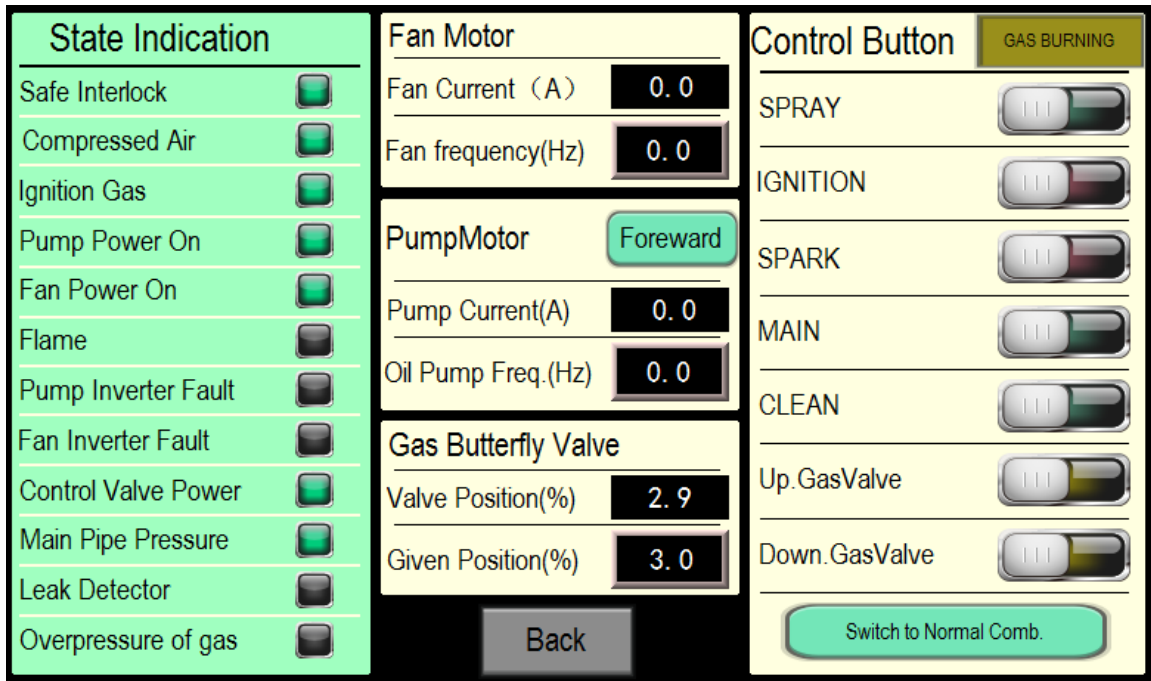 State Indication
Safe Interlock
Compressed Air
Ignition Gas
Pump Power On
Fan Power On
Flame
Pump Inverter Fault
Fan Inverter Fault
Control Valve Power
Main Pipe Pressure
Leak Detector
Overpressure of gas
Fan Motor
Fan Current（A） 0.0
Fan frequency(Hz) 0.0
PumpMotor Foreward
Pump Current(A) 0.0
Oil Pump Freq.(Hz) 0.0
Gas Butterfly Valve
Valve Position(%) 2.9
Given Position(%) 3.0
Back
Control Button GAS BURNING
SPRAY
IGNITION
SPARK
MAIN
CLEAN
Up.GasValve
Down.GasValve
Switch to Normal Comb.